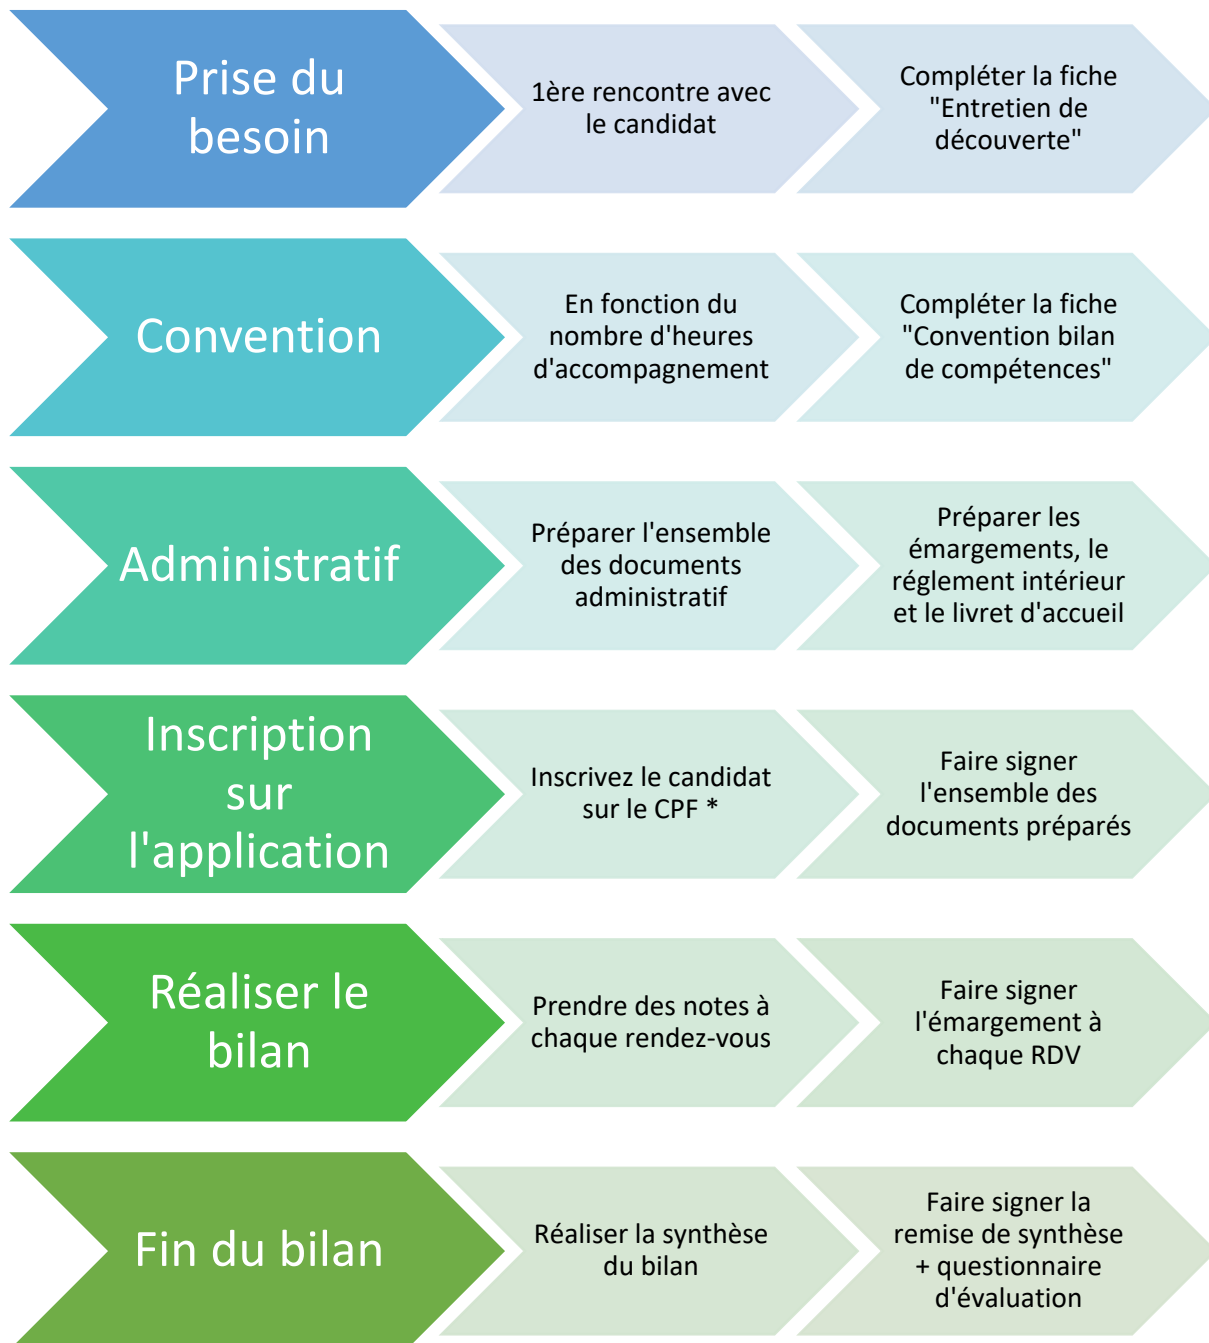 Prise du
besoin
1ère rencontre avec
le candidat
Compléter la fiche
"Entretien de
découverte"
Convention
En fonction du
nombre d'heures
d'accompagnement
Compléter la fiche
"Convention bilan
de compétences"
Administratif
Préparer l'ensemble
des documents
administratif
Préparer les
émargements, le
réglement intérieur
et le livret d'accueil
Inscription
sur
l'application
Inscrivez le candidat
sur le CPF *
Faire signer
l'ensemble des
documents préparés
Réaliser le
bilan
Prendre des notes à
chaque rendez-vous
Faire signer
l'émargement à
chaque RDV
Fin du bilan
Réaliser la synthèse
du bilan
Faire signer la
remise de synthèse
+ questionnaire
d'évaluation